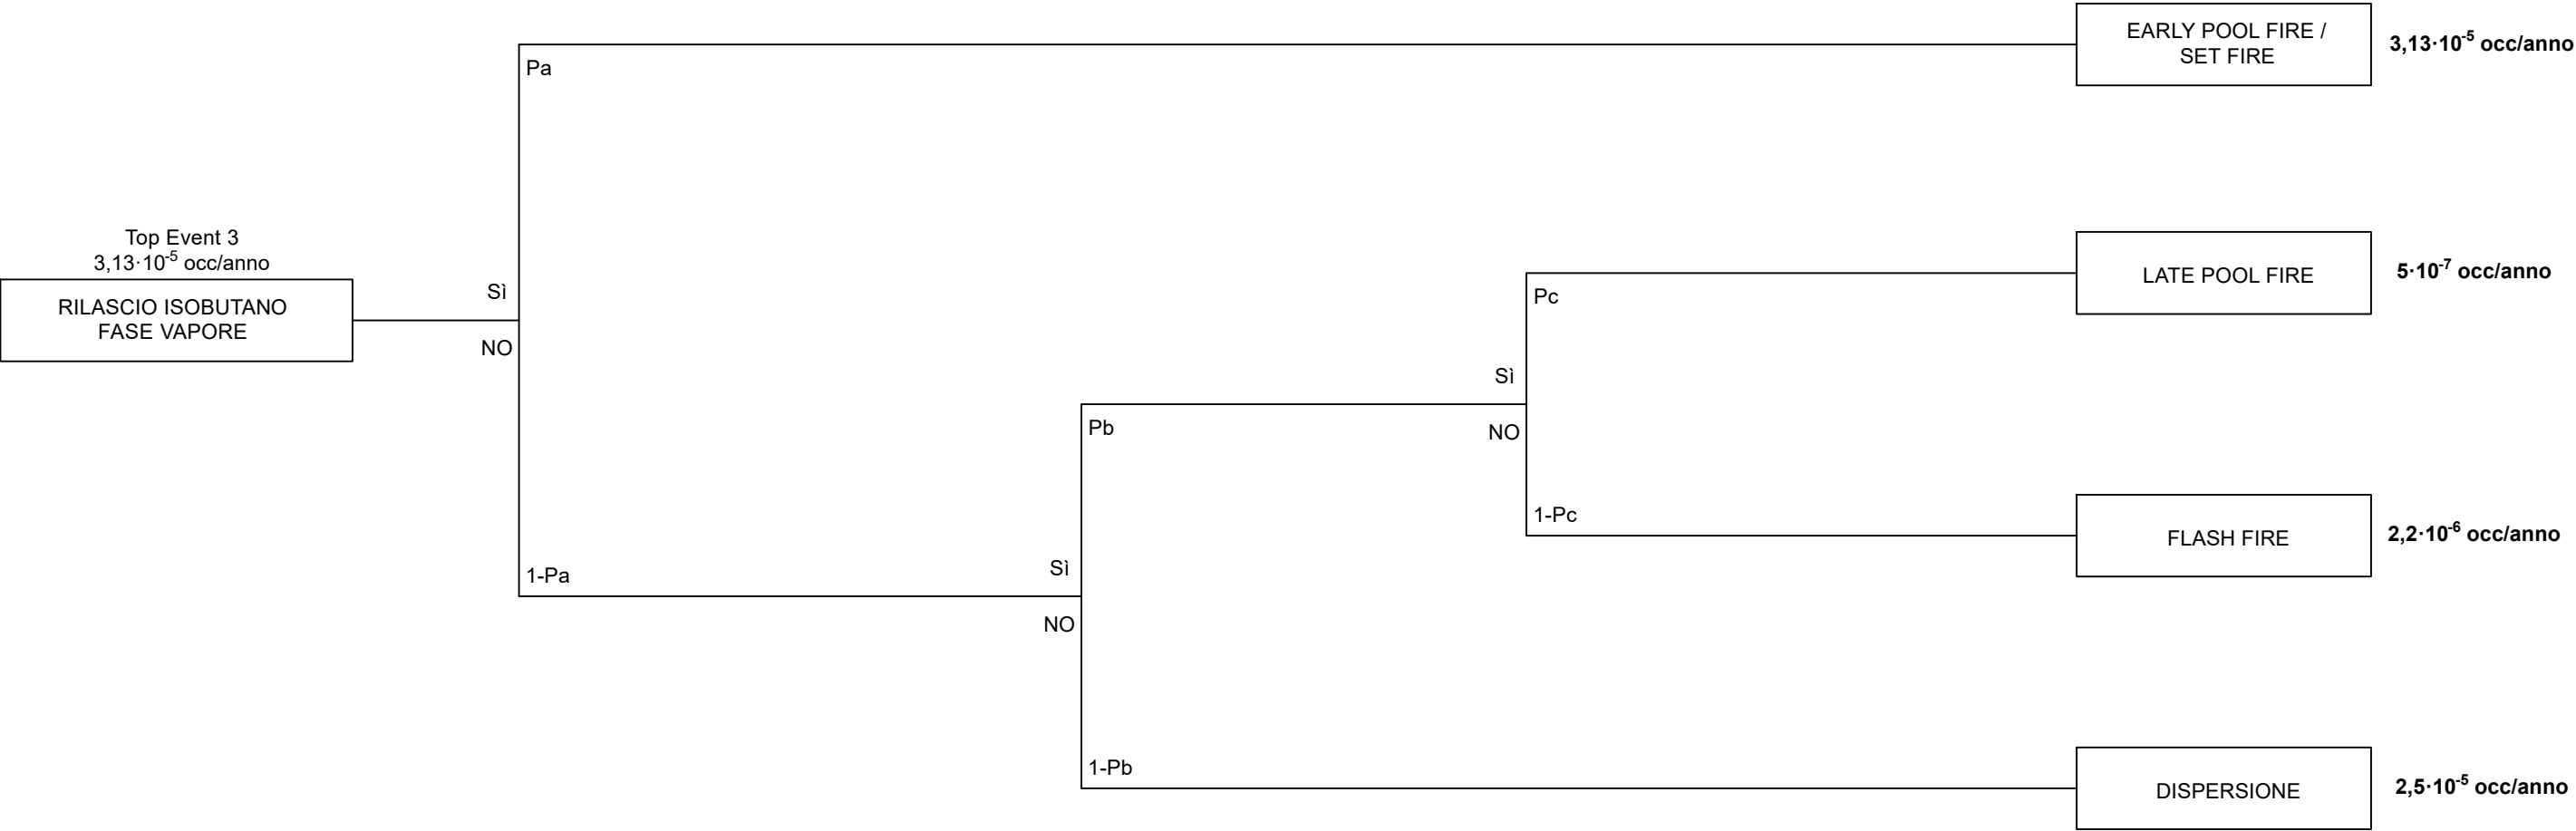 EARLY POOL FIRE /
SET FIRE
3,13·10⁻⁵ occ/anno
Pa
Top Event 3
3,13·10⁻⁵ occ/anno
RILASCIO ISOBUTANO
FASE VAPORE
Sì
NO
LATE POOL FIRE
5·10⁻⁷ occ/anno
Pc
Sì
NO
Pb
1-Pc
FLASH FIRE
2,2·10⁻⁶ occ/anno
1-Pa
Sì
NO
1-Pb
DISPERSIONE
2,5·10⁻⁵ occ/anno